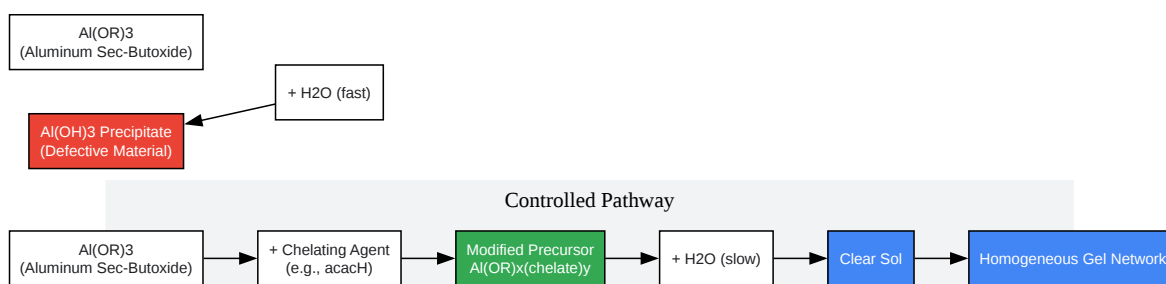 Al(OR)3
(Aluminum Sec-Butoxide)
+ H2O (fast)
Al(OH)3 Precipitate
(Defective Material)
Controlled Pathway
Al(OR)3
(Aluminum Sec-Butoxide)
+ Chelating Agent
(e.g., acacH)
Modified Precursor
Al(OR)x(chelate)y
+ H2O (slow)
Clear Sol
Homogeneous Gel Network